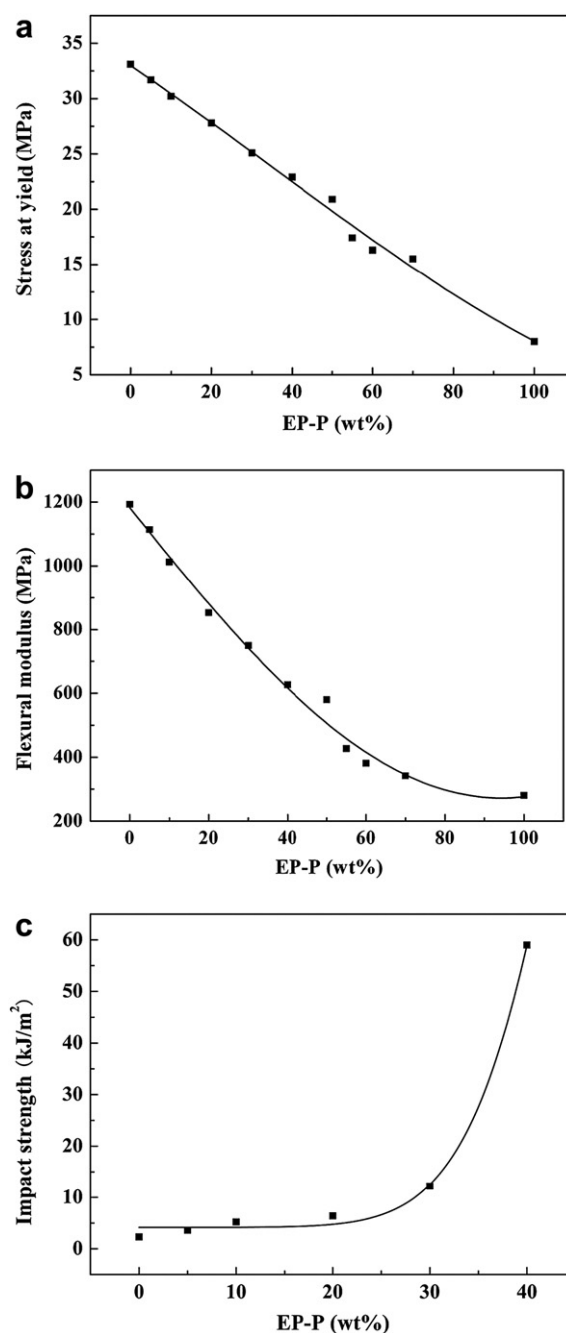 a
35
30
25
20
15
10
5
Stress at yield (MPa)
0 20 40 60 80 100
EP-P (wt%)
b
1200
1000
800
600
400
200
Flexural modulus (MPa)
0 20 40 60 80 100
EP-P (wt%)
c
60
50
40
30
20
10
0
Impact strength (kJ/m²)
0 10 20 30 40
EP-P (wt%)